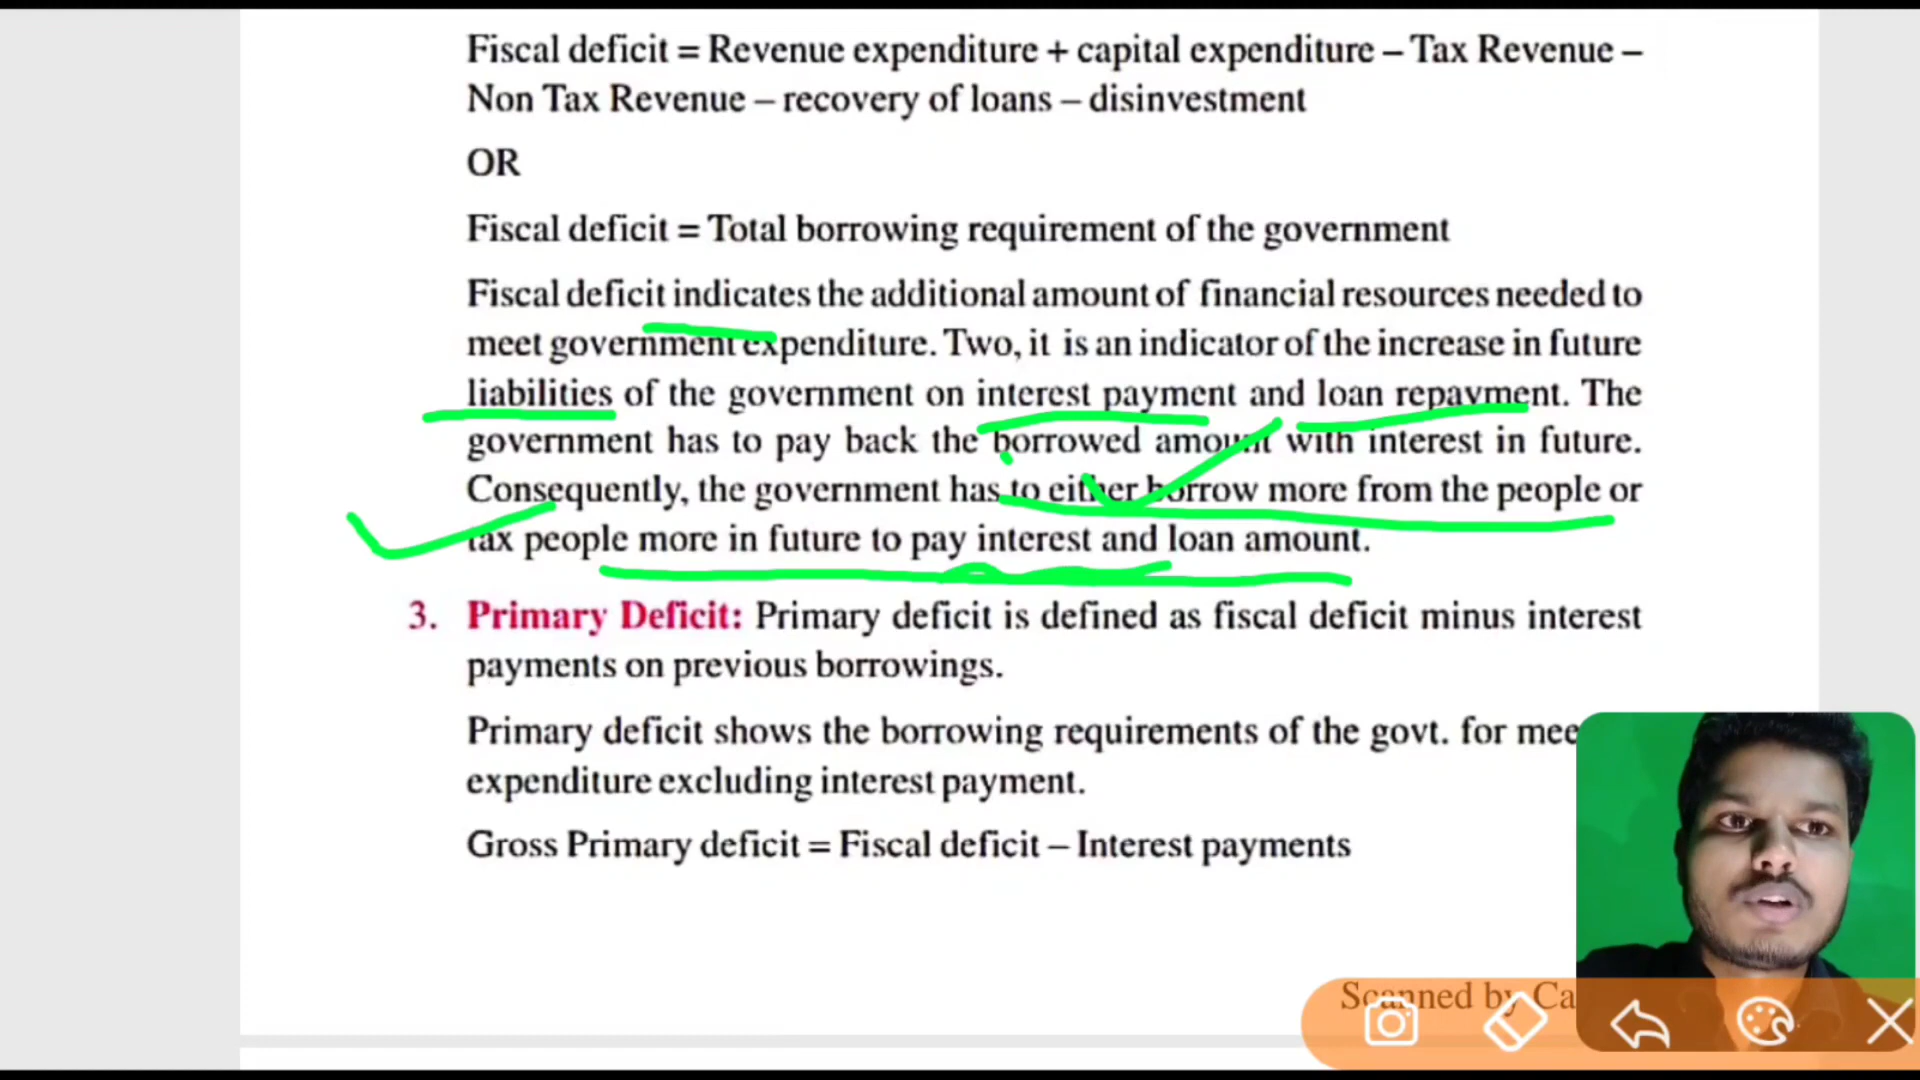 Fiscal deficit = Revenue expenditure + capital expenditure – Tax Revenue –
Non Tax Revenue – recovery of loans – disinvestment
OR
Fiscal deficit = Total borrowing requirement of the government
Fiscal deficit indicates the additional amount of financial resources needed to
meet government expenditure. Two, it is an indicator of the increase in future
liabilities of the government on interest payment and loan repayment. The
government has to pay back the borrowed amount with interest in future.
Consequently, the government has to either borrow more from the people or
tax people more in future to pay interest and loan amount.
3. Primary Deficit: Primary deficit is defined as fiscal deficit minus interest
payments on previous borrowings.
Primary deficit shows the borrowing requirements of the govt. for mee
expenditure excluding interest payment.
Gross Primary deficit = Fiscal deficit – Interest payments
Scanned by Ca